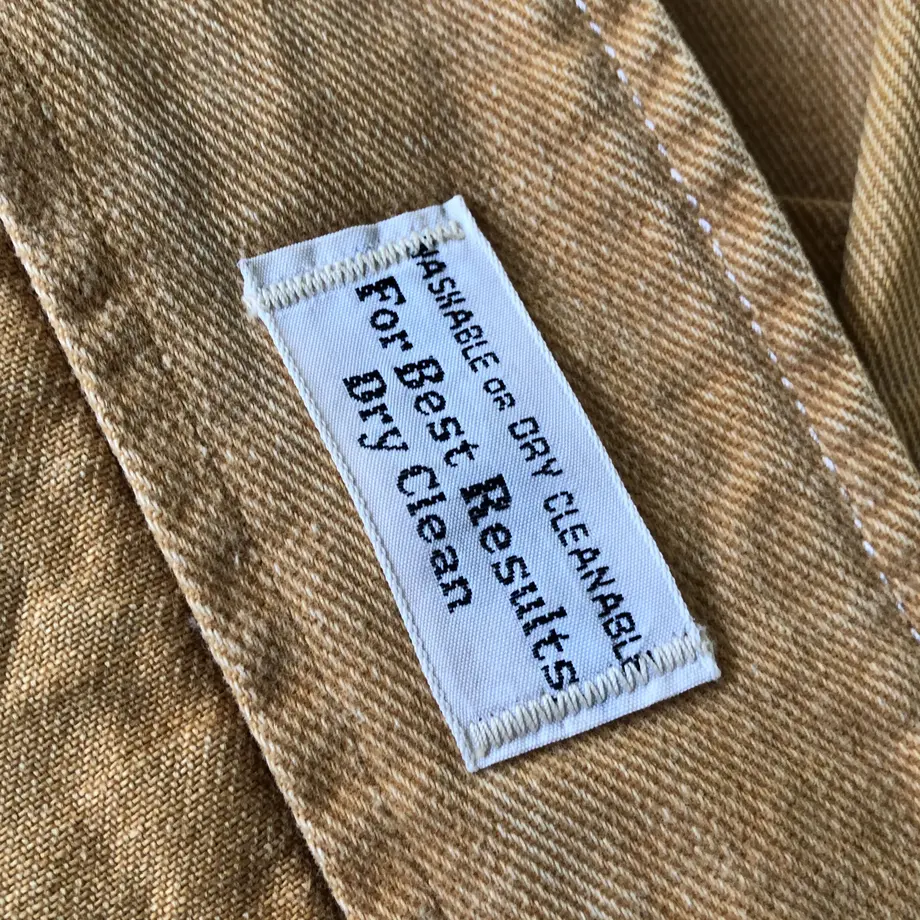 WASHABLE OR DRY CLEANABLE
For Best Results
Dry Clean